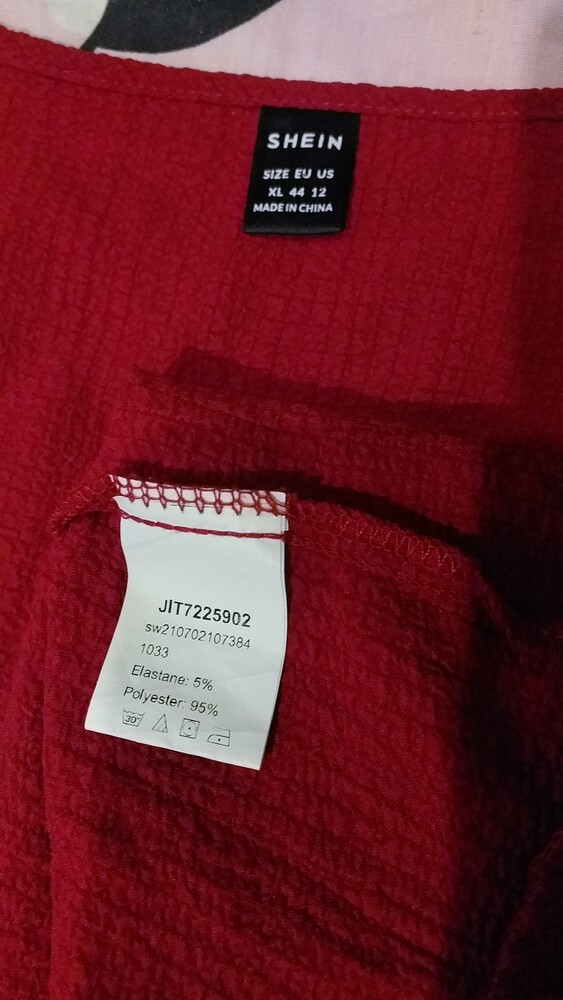 SHEIN
SIZE EU US
XL 44 12
MADE IN CHINA
JIT7225902
sw210702107384
1033
Elastane: 5%
Polyester: 95%
30°